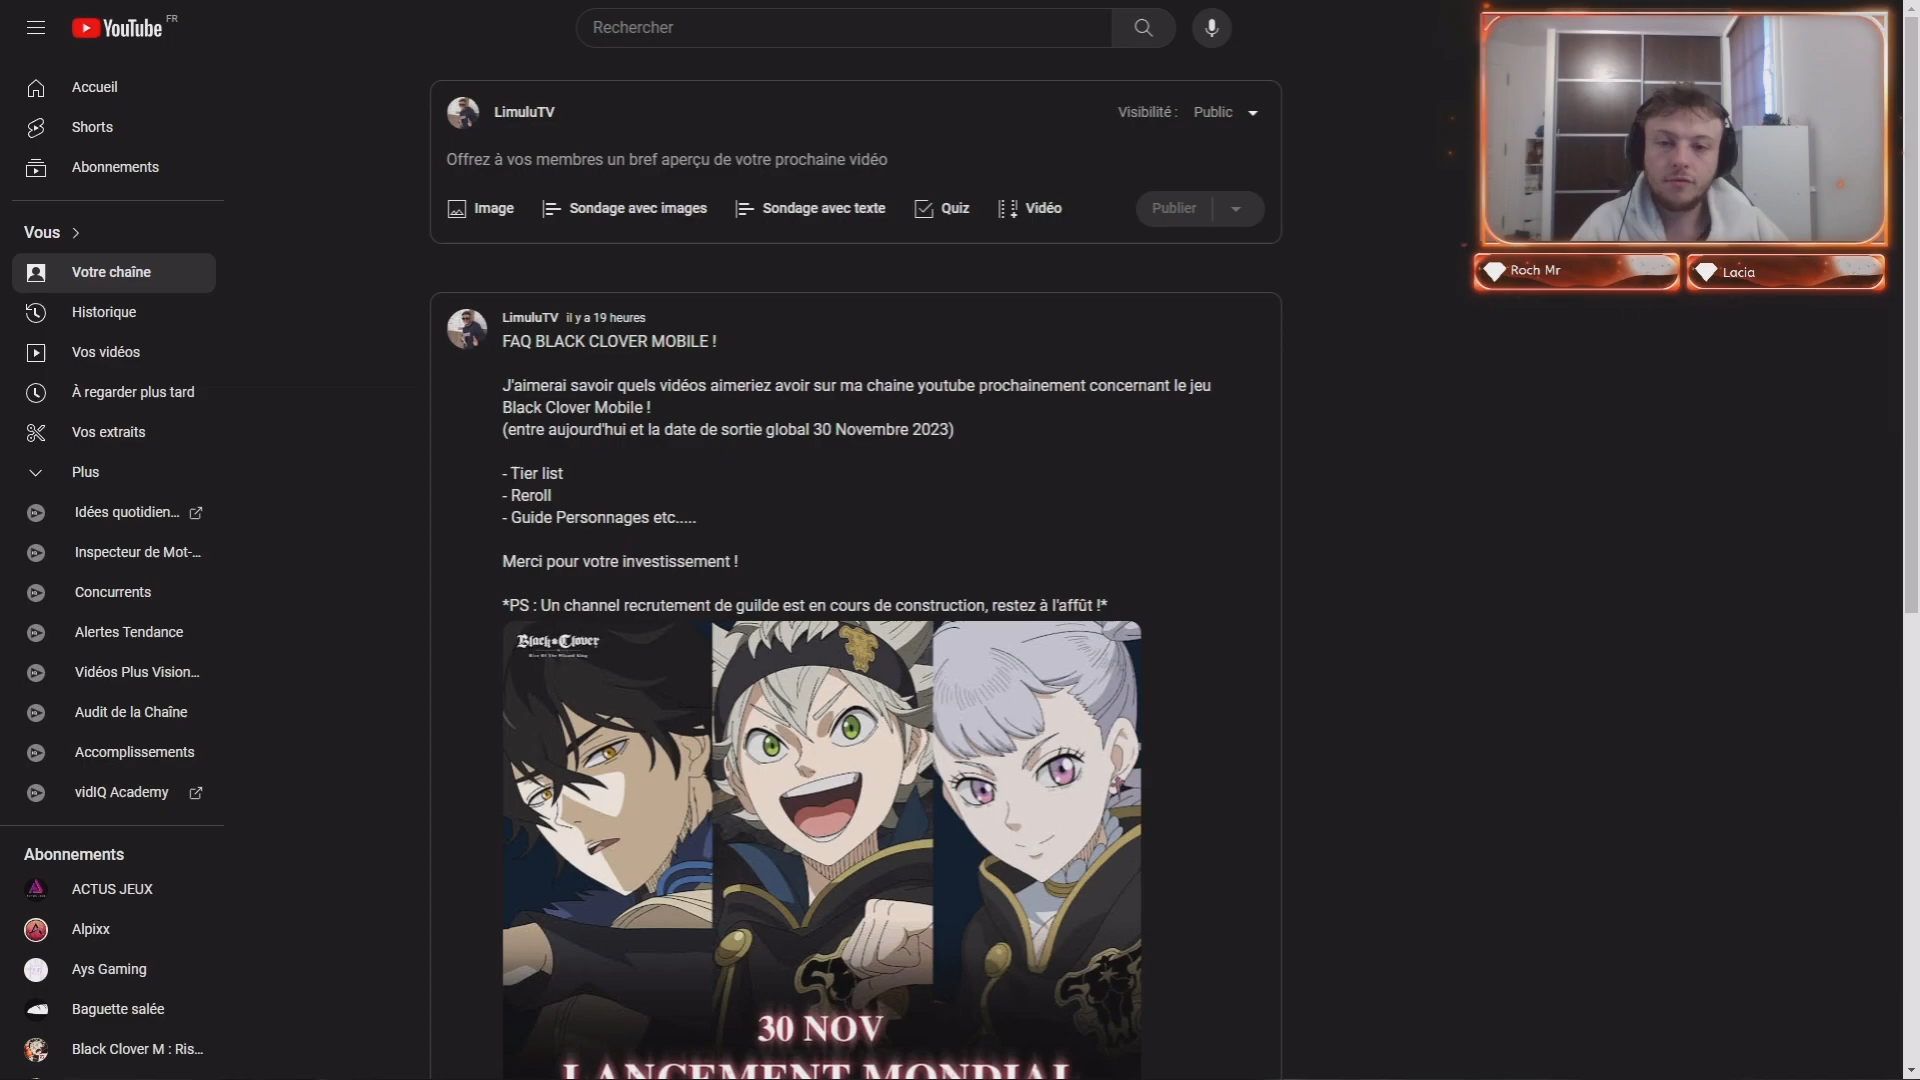 YouTube FR
Rechercher
Accueil
Shorts
Abonnements
Vous
Votre chaîne
Historique
Vos vidéos
À regarder plus tard
Vos extraits
Plus
Idées quotidien...
Inspecteur de Mot-...
Concurrents
Alertes Tendance
Vidéos Plus Vision...
Audit de la Chaîne
Accomplissements
vidIQ Academy
Abonnements
ACTUS JEUX
Alpixx
Ays Gaming
Baguette salée
Black Clover M : Ris...
LimuluTV
Visibilité : Public
Offrez à vos membres un bref aperçu de votre prochaine vidéo
Image Sondage avec images Sondage avec texte Quiz Vidéo Publier
LimuluTV il y a 19 heures
FAQ BLACK CLOVER MOBILE !
J'aimerai savoir quels vidéos aimeriez avoir sur ma chaine youtube prochainement concernant le jeu
Black Clover Mobile !
(entre aujourd'hui et la date de sortie global 30 Novembre 2023)
- Tier list
- Reroll
- Guide Personnages etc.....
Merci pour votre investissement !
*PS : Un channel recrutement de guilde est en cours de construction, restez à l'affût !*
Black Clover
Rise Of The Wizard King
30 NOV
LANCEMENT MONDIAL
Roch Mr
Lacia